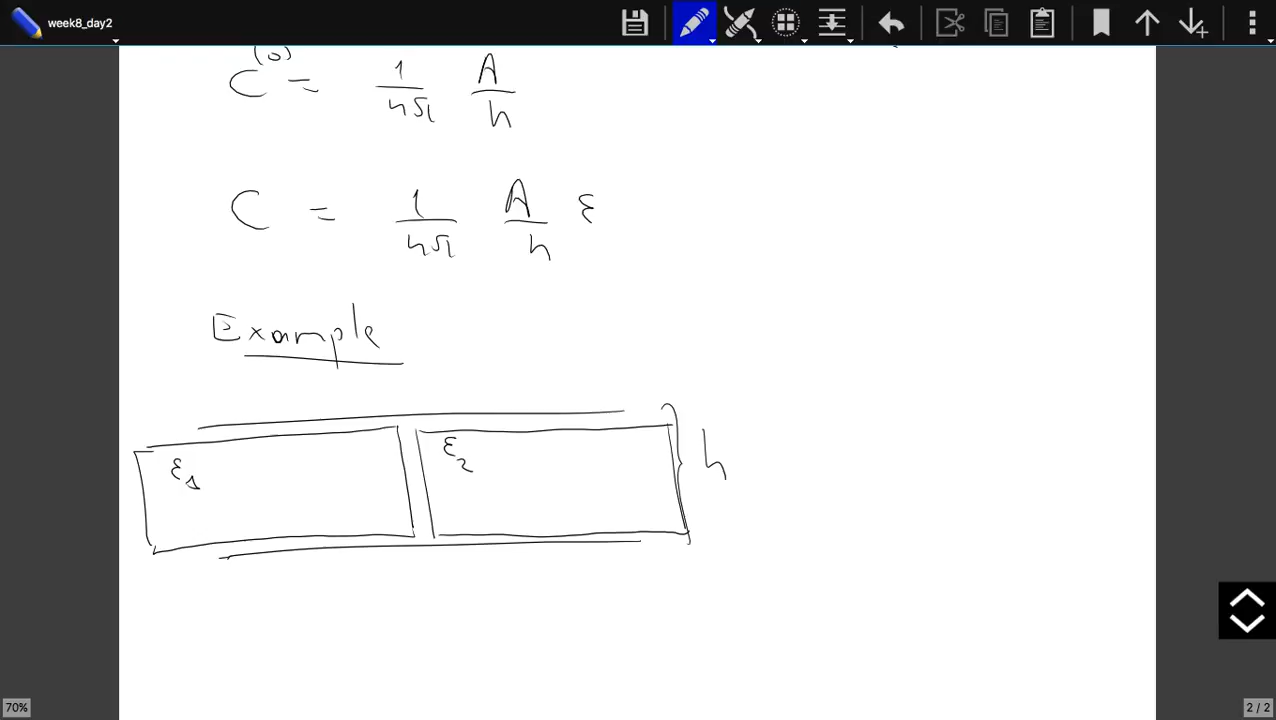 week8_day2
C⁽⁰⁾ = 1/4π A/h
C = 1/4π A/h ε
Example
ε₁ ε₂ h
70% 2 / 2